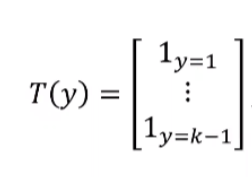 1_{y=1}
T(y) = [ ⋮ ]
1_{y=k−1}